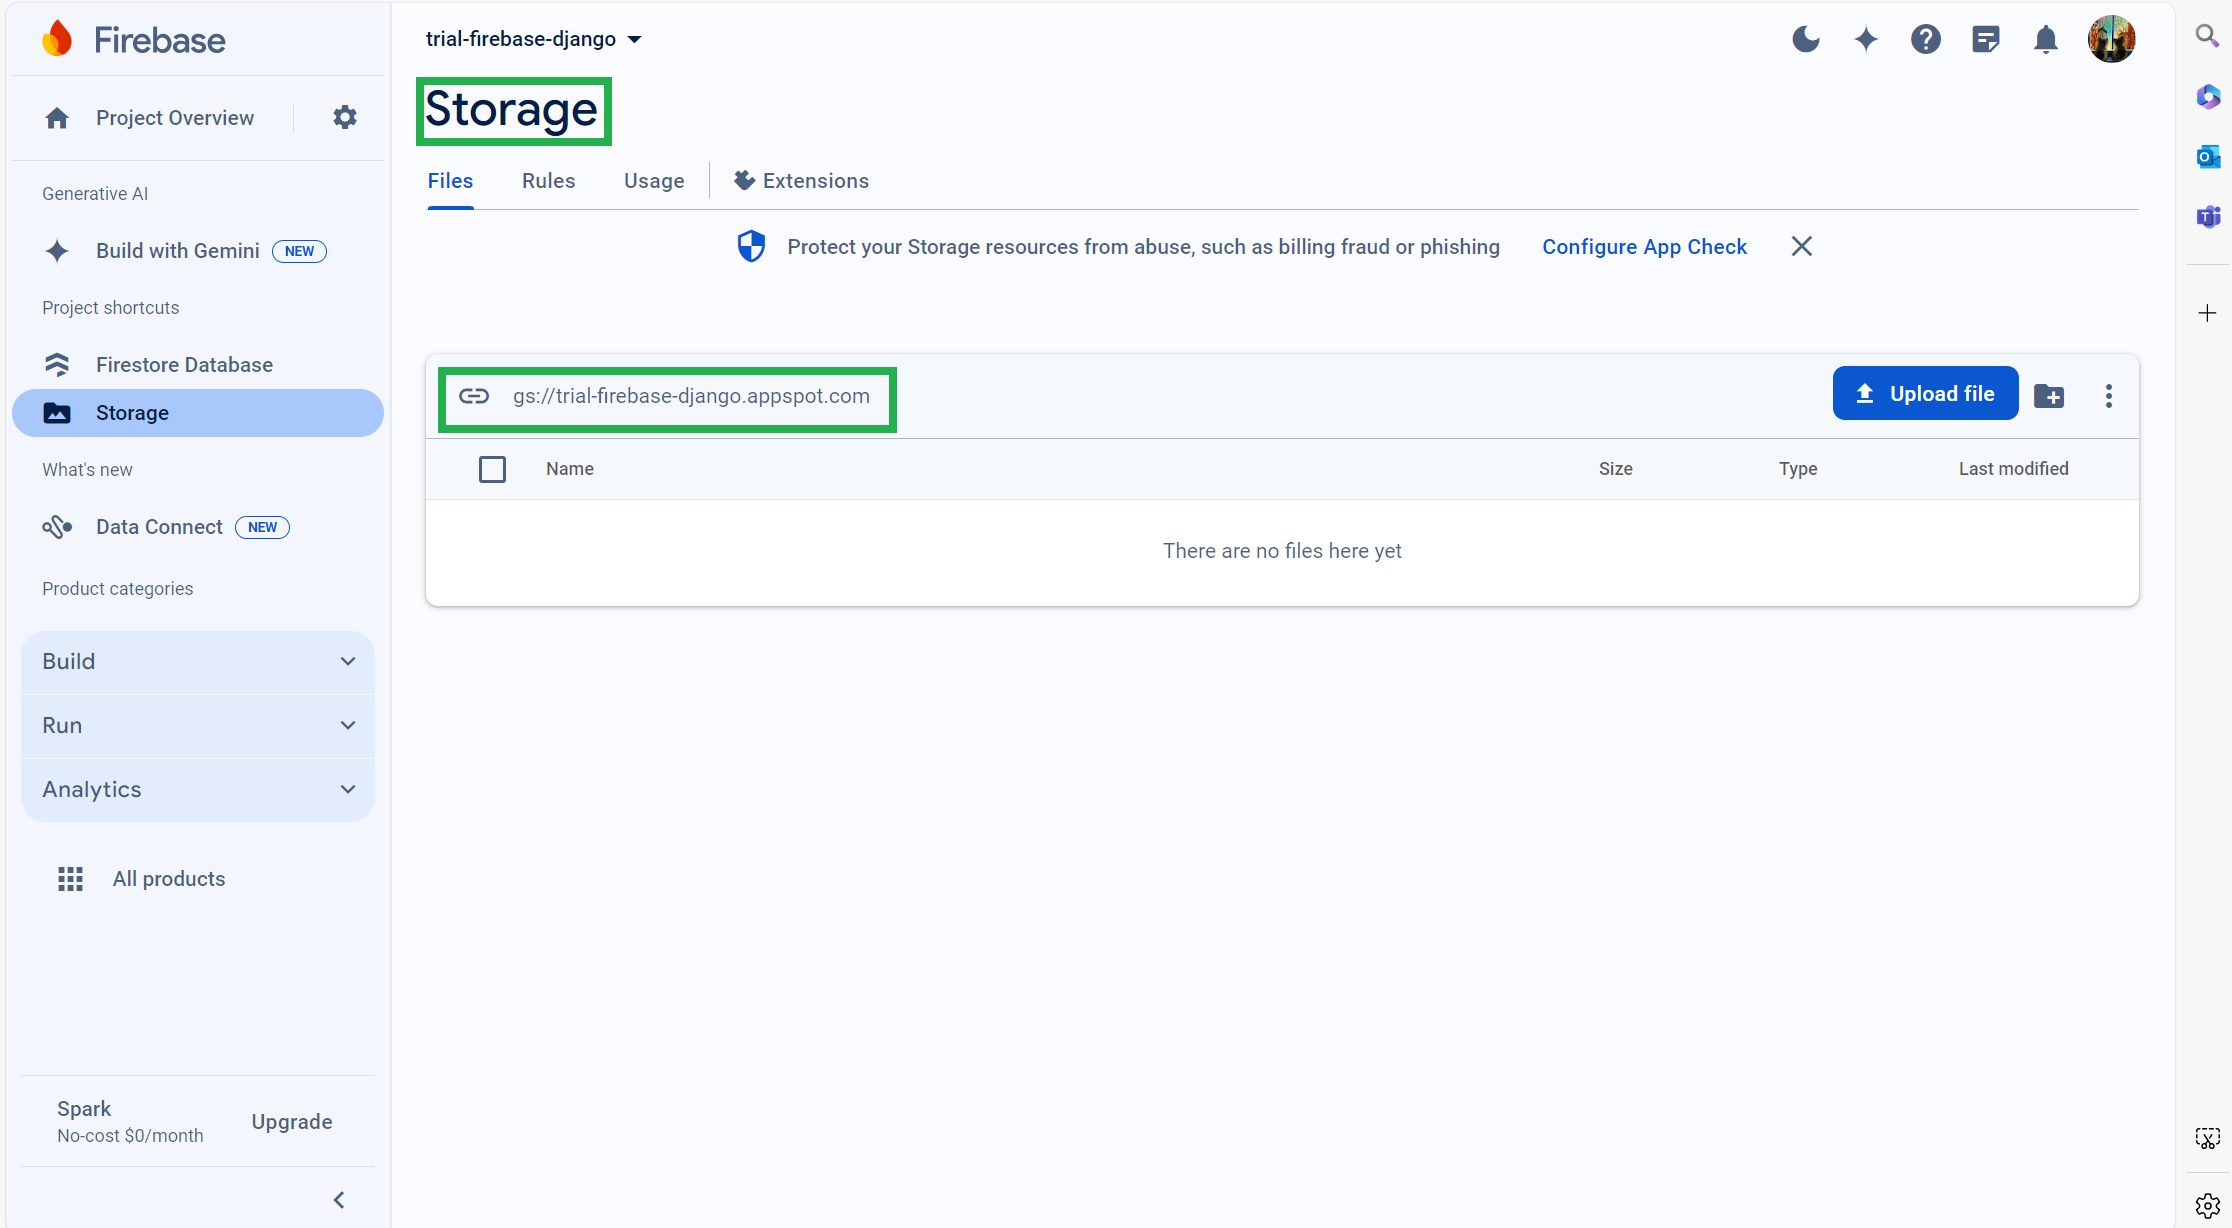 Firebase
Project Overview
Generative AI
Build with Gemini NEW
Project shortcuts
Firestore Database
Storage
What's new
Data Connect NEW
Product categories
Build
Run
Analytics
All products
Spark
No-cost $0/month
Upgrade
trial-firebase-django
Storage
Files Rules Usage Extensions
Protect your Storage resources from abuse, such as billing fraud or phishing Configure App Check
gs://trial-firebase-django.appspot.com
Upload file
Name Size Type Last modified
There are no files here yet